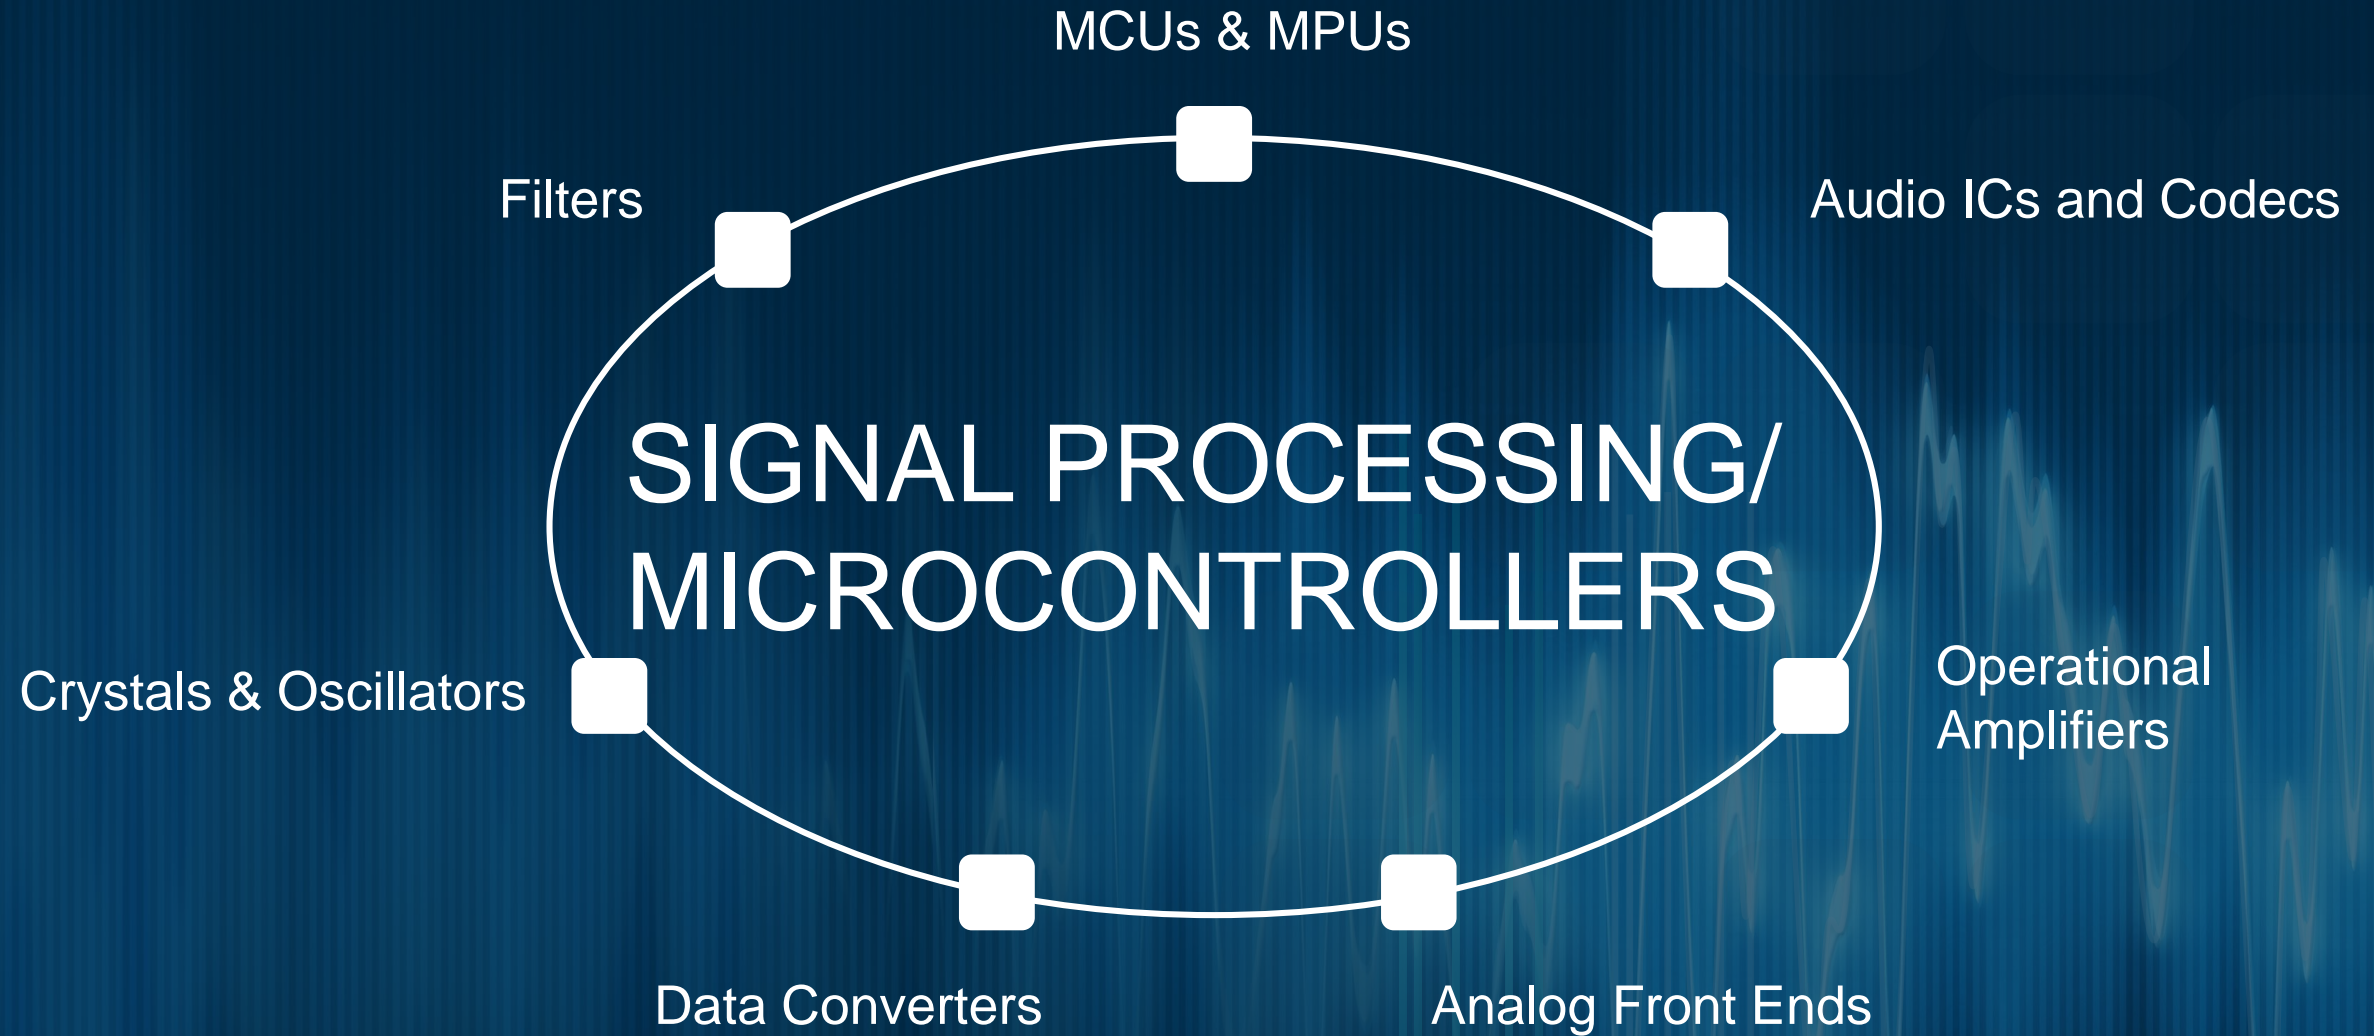 MCUs & MPUs
Filters
Audio ICs and Codecs
SIGNAL PROCESSING/
MICROCONTROLLERS
Crystals & Oscillators
Operational
Amplifiers
Data Converters
Analog Front Ends